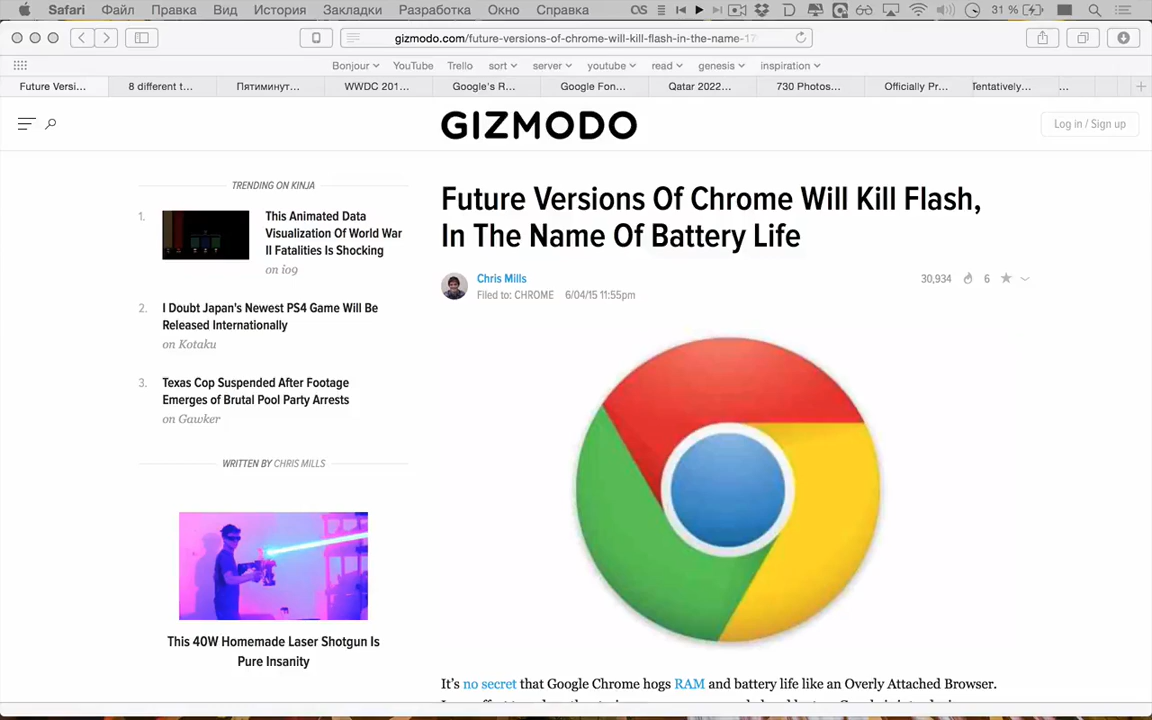 Safari Файл Правка Вид История Закладки Разработка Окно Справка 31 %
gizmodo.com/future-versions-of-chrome-will-kill-flash-in-the-name-17
Bonjour YouTube Trello sort server youtube read genesis inspiration
Future Versi... 8 different t... Пятиминут... WWDC 201... Google's R... Google Fon... Qatar 2022... 730 Photos... Officially Pr... Tentatively... ...
GIZMODO
Log in / Sign up
TRENDING ON KINJA
1.
This Animated Data
Visualization Of World War
II Fatalities Is Shocking
on io9
2.
I Doubt Japan's Newest PS4 Game Will Be
Released Internationally
on Kotaku
3.
Texas Cop Suspended After Footage
Emerges of Brutal Pool Party Arrests
on Gawker
WRITTEN BY CHRIS MILLS
This 40W Homemade Laser Shotgun Is
Pure Insanity
Future Versions Of Chrome Will Kill Flash,
In The Name Of Battery Life
Chris Mills
Filed to: CHROME 6/04/15 11:55pm
30,934 6
It's no secret that Google Chrome hogs RAM and battery life like an Overly Attached Browser.